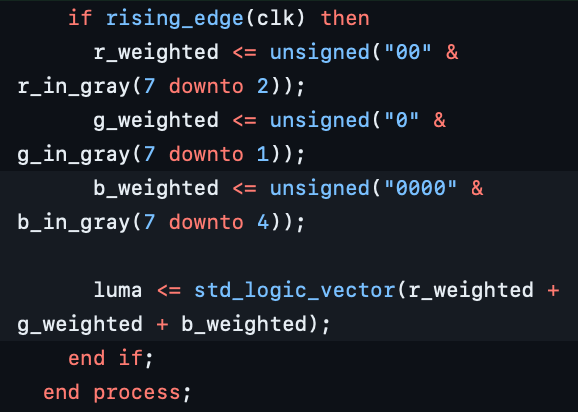 if rising_edge(clk) then
r_weighted <= unsigned("00" &
r_in_gray(7 downto 2));
g_weighted <= unsigned("0" &
g_in_gray(7 downto 1));
b_weighted <= unsigned("0000" &
b_in_gray(7 downto 4));
luma <= std_logic_vector(r_weighted +
g_weighted + b_weighted);
end if;
end process;